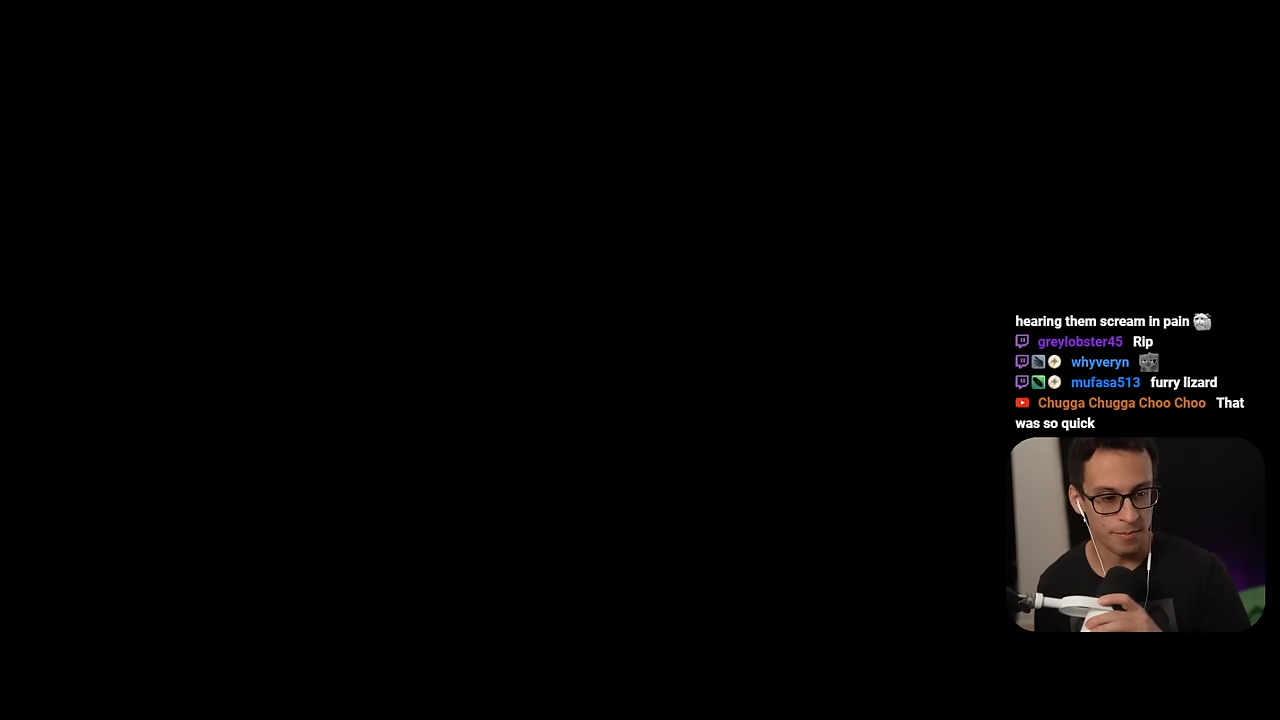 hearing them scream in pain
greylobster45 Rip
whyveryn
mufasa513 furry lizard
Chugga Chugga Choo Choo That
was so quick